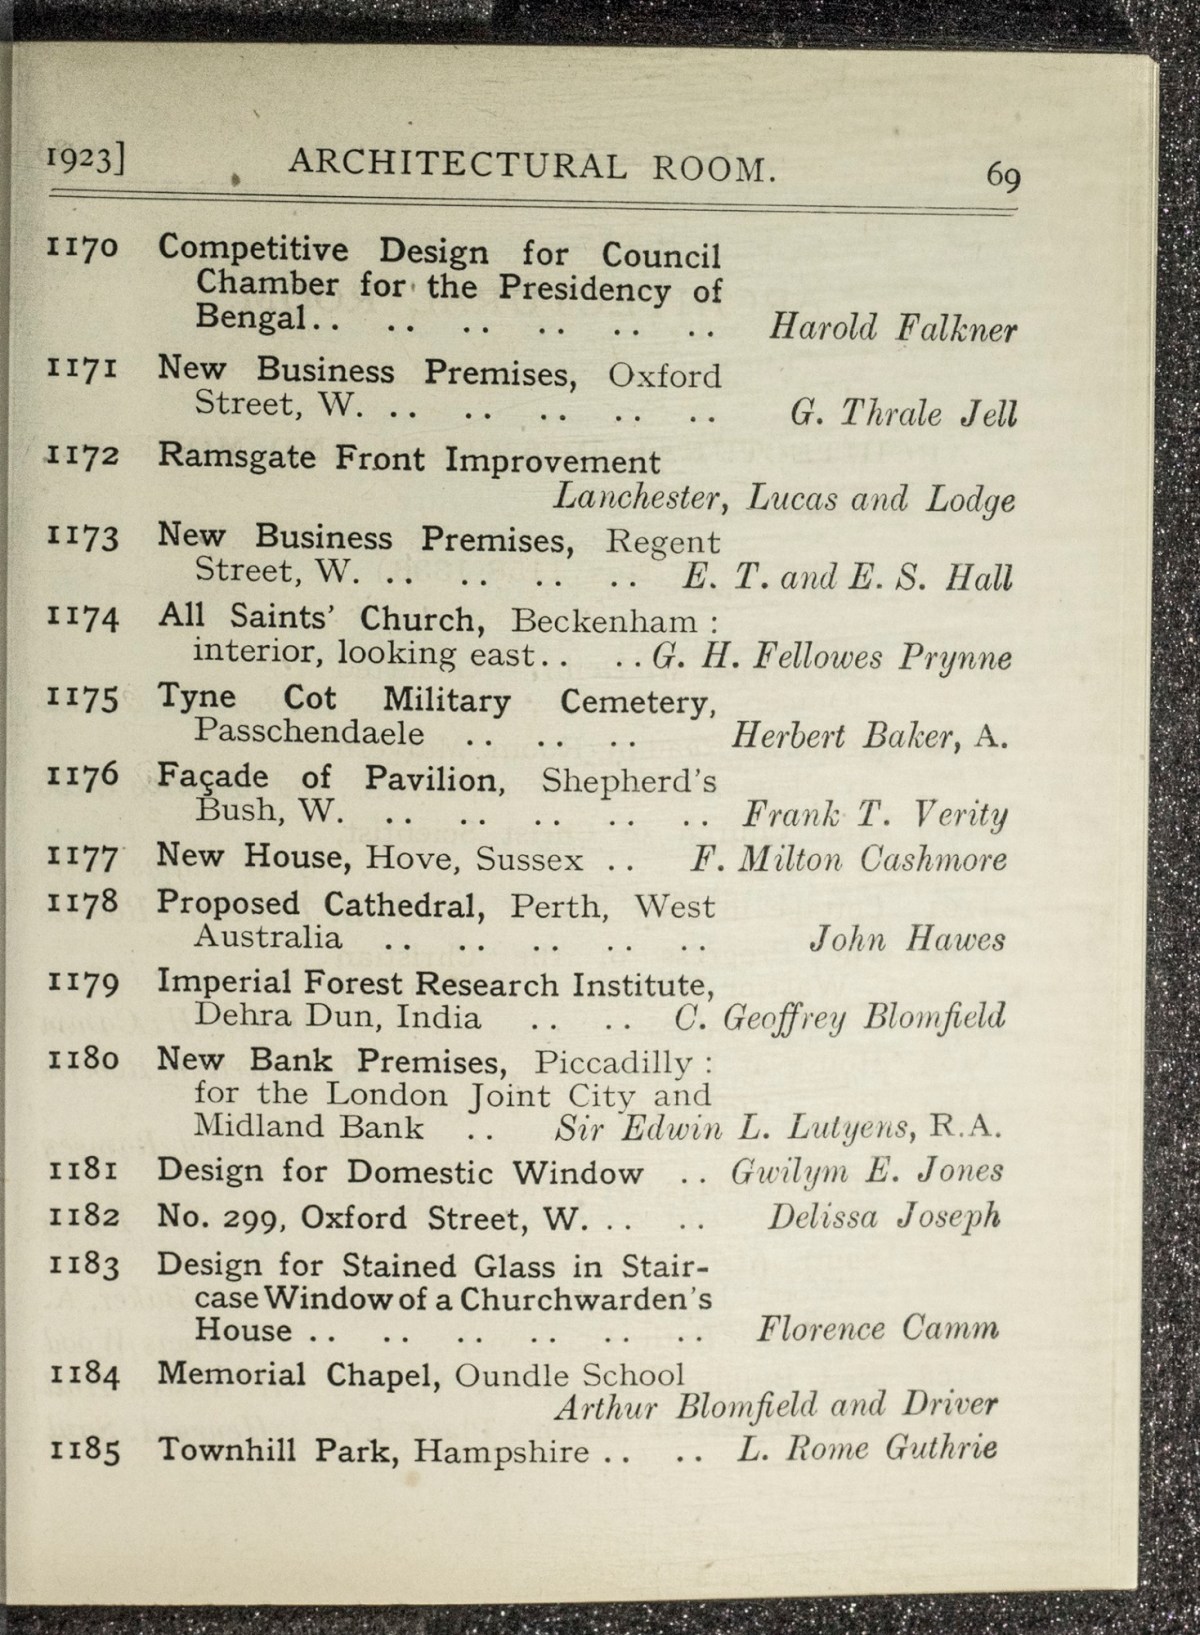 1923] ARCHITECTURAL ROOM. 69
1170 Competitive Design for Council
Chamber for the Presidency of
Bengal.. .. .. .. .. .. Harold Falkner
1171 New Business Premises, Oxford
Street, W. .. .. .. .. .. G. Thrale Jell
1172 Ramsgate Front Improvement
Lanchester, Lucas and Lodge
1173 New Business Premises, Regent
Street, W. .. .. .. .. E. T. and E. S. Hall
1174 All Saints' Church, Beckenham :
interior, looking east.. .. G. H. Fellowes Prynne
1175 Tyne Cot Military Cemetery,
Passchendaele .. .. .. Herbert Baker, A.
1176 Façade of Pavilion, Shepherd's
Bush, W. .. .. .. .. .. Frank T. Verity
1177 New House, Hove, Sussex .. F. Milton Cashmore
1178 Proposed Cathedral, Perth, West
Australia .. .. .. .. .. John Hawes
1179 Imperial Forest Research Institute,
Dehra Dun, India .. .. C. Geoffrey Blomfield
1180 New Bank Premises, Piccadilly :
for the London Joint City and
Midland Bank .. Sir Edwin L. Lutyens, R.A.
1181 Design for Domestic Window .. Gwilym E. Jones
1182 No. 299, Oxford Street, W. .. .. Delissa Joseph
1183 Design for Stained Glass in Stair-
case Window of a Churchwarden's
House .. .. .. .. .. .. Florence Camm
1184 Memorial Chapel, Oundle School
Arthur Blomfield and Driver
1185 Townhill Park, Hampshire .. .. L. Rome Guthrie